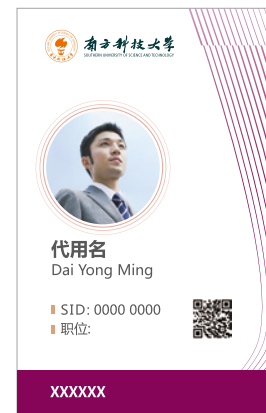 南方科技大学
SOUTHERN UNIVERSITY OF SCIENCE AND TECHNOLOGY
代用名
Dai Yong Ming
SID: 0000 0000
职位:
XXXXXX